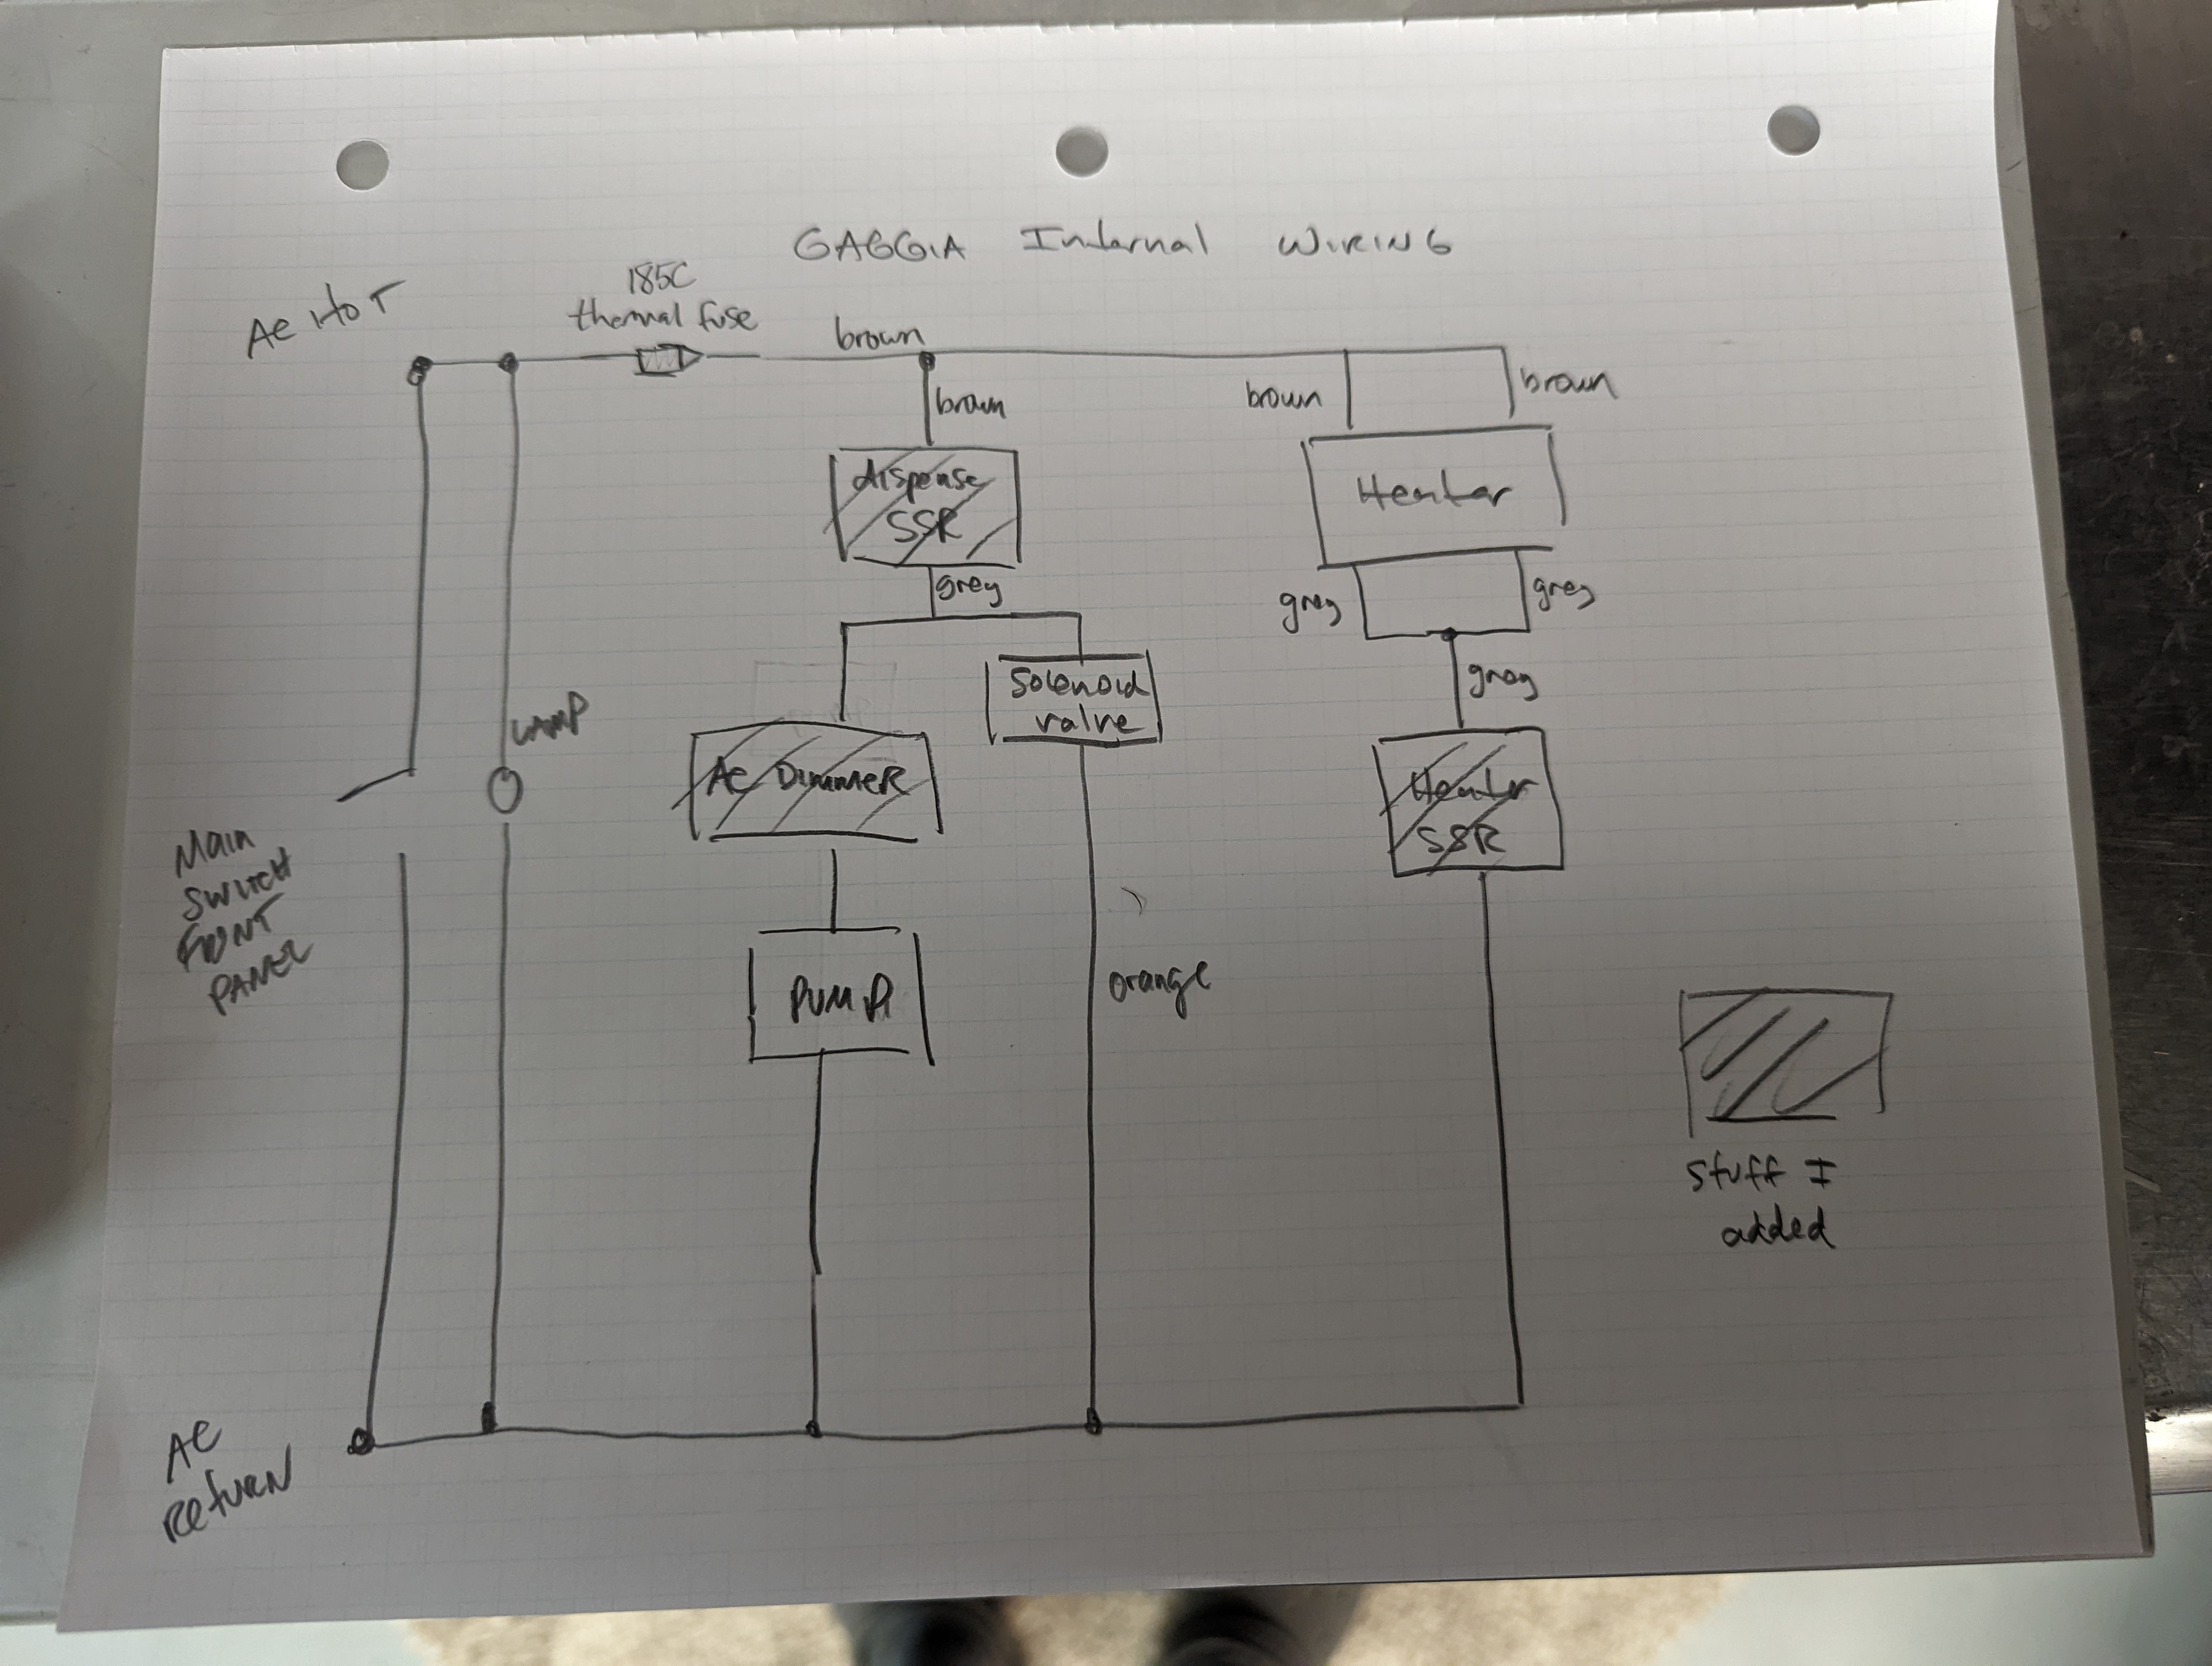 GAGGIA Internal WIRING
AC HOT
185C
thermal fuse
brown
brown
brown
brown
dispense
SSR
Heater
grey
grey
grey
Solenoid
valve
grey
LAMP
AC DimmeR
Heater
SSR
Main
SWITCH
FONT
PANEL
PUMP
orange
stuff I
added
AC
RETURN